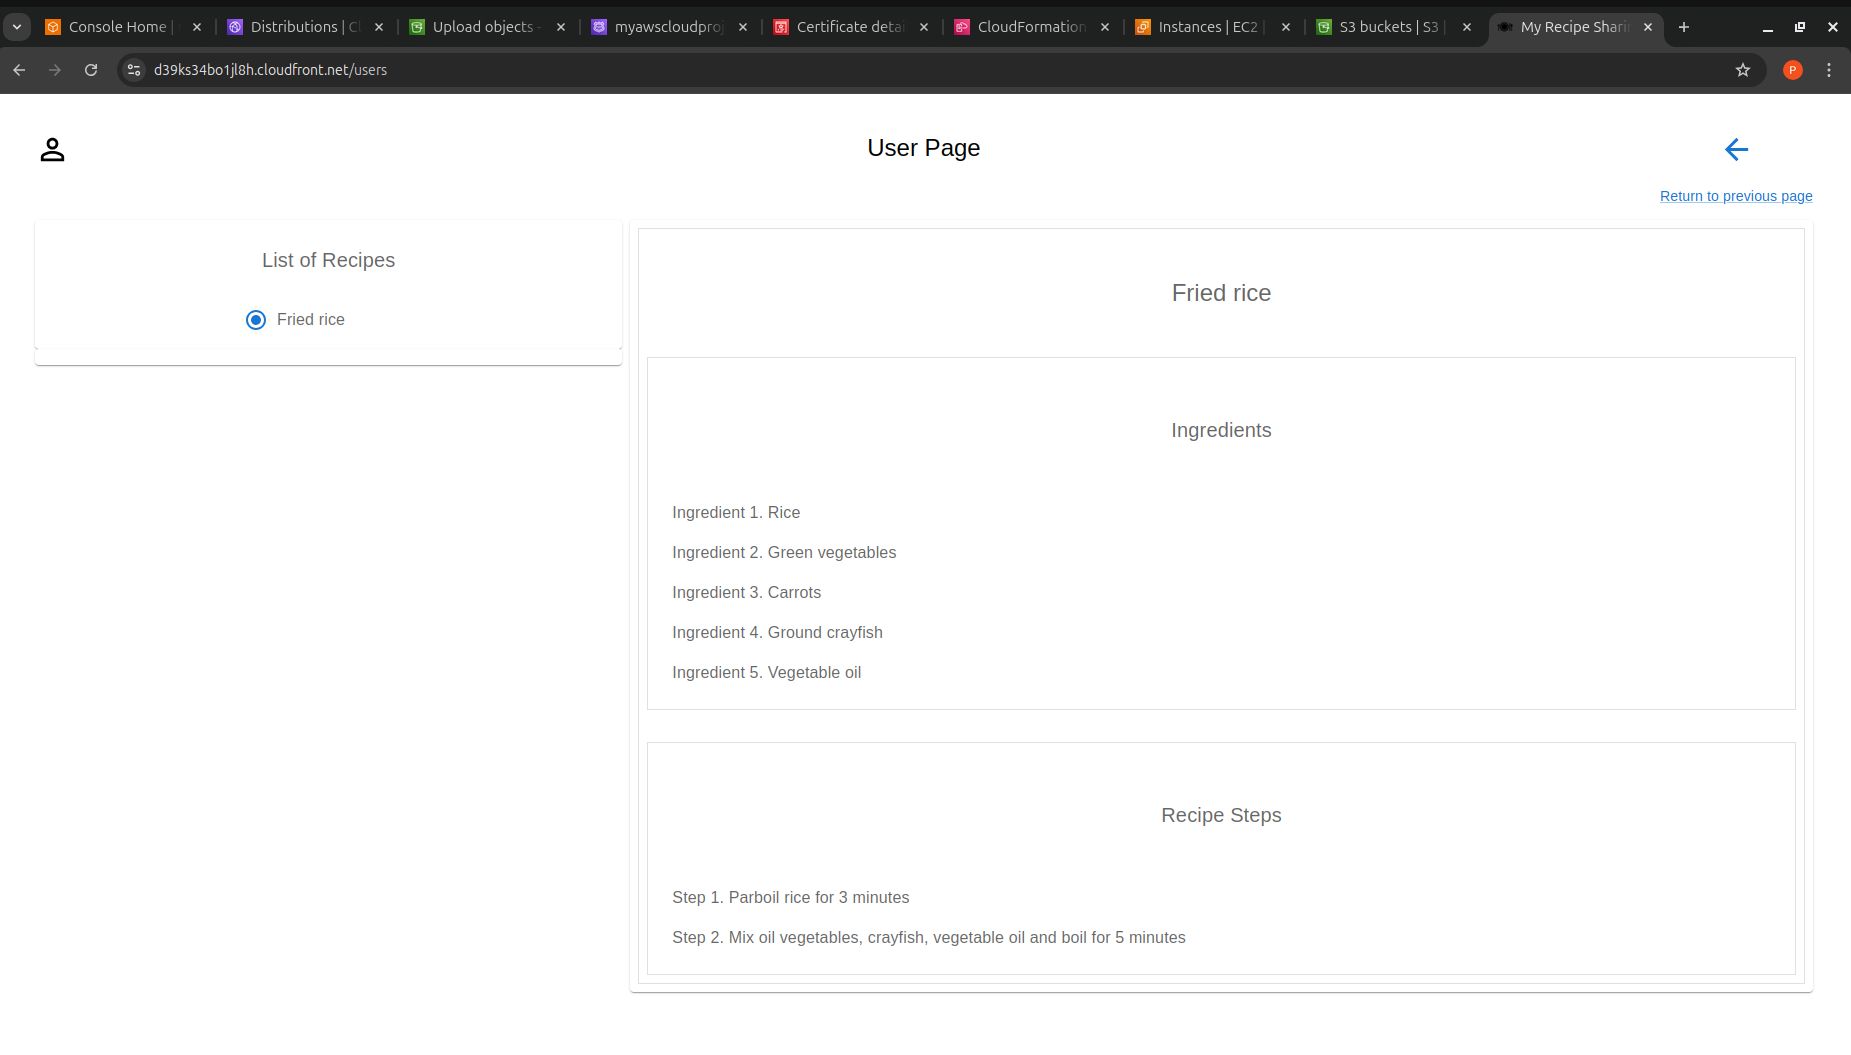 Console Home |
Distributions | Cl
Upload objects -
myawscloudproj
Certificate detai
CloudFormation
Instances | EC2 |
S3 buckets | S3 |
My Recipe Sharin
d39ks34bo1jl8h.cloudfront.net/users
P
User Page
Return to previous page
List of Recipes
Fried rice
Fried rice
Ingredients
Ingredient 1. Rice
Ingredient 2. Green vegetables
Ingredient 3. Carrots
Ingredient 4. Ground crayfish
Ingredient 5. Vegetable oil
Recipe Steps
Step 1. Parboil rice for 3 minutes
Step 2. Mix oil vegetables, crayfish, vegetable oil and boil for 5 minutes